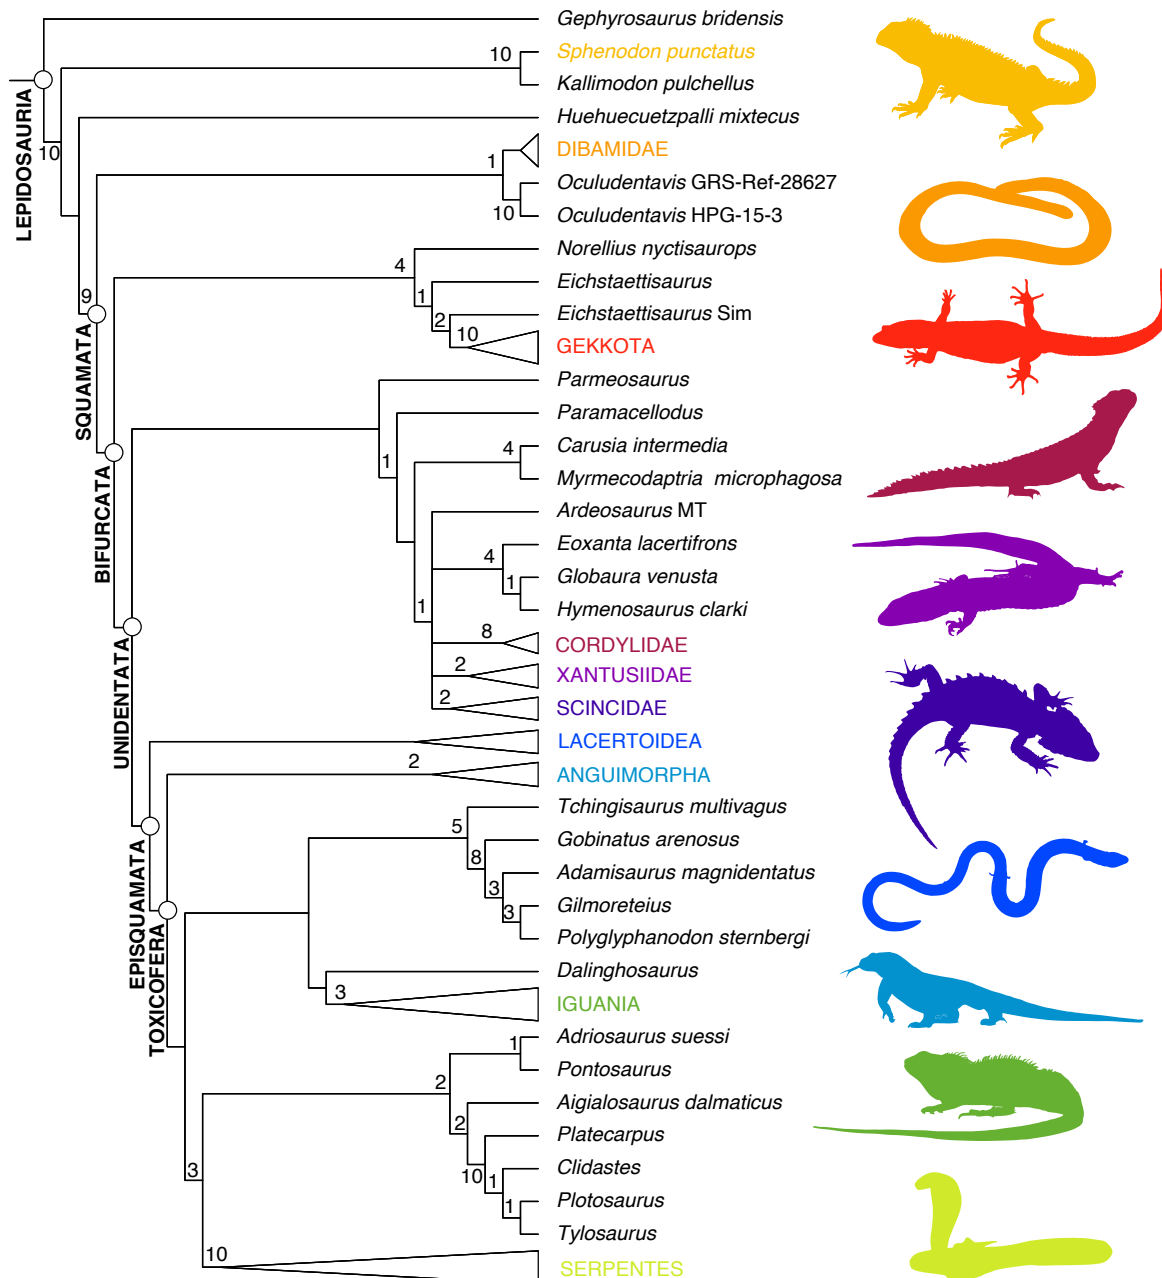 Gephyrosaurus bridensis
10 Sphenodon punctatus
Kallimodon pulchellus
LEPIDOSAURIA
10
Huehuecuetzpalli mixtecus
1 DIBAMIDAE
Oculudentavis GRS-Ref-28627
10 Oculudentavis HPG-15-3
Norellius nyctisaurops
4
1 Eichstaettisaurus
9
2 Eichstaettisaurus Sim
10 GEKKOTA
SQUAMATA
Parmeosaurus
Paramacellodus
1
4 Carusia intermedia
Myrmecodaptria microphagosa
BIFURCATA
Ardeosaurus MT
4 Eoxanta lacertifrons
1 Globaura venusta
1 Hymenosaurus clarki
8 CORDYLIDAE
2 XANTUSIIDAE
2 SCINCIDAE
UNIDENTATA
LACERTOIDEA
2 ANGUIMORPHA
Tchingisaurus multivagus
5
8 Gobinatus arenosus
3 Adamisaurus magnidentatus
3 Gilmoreteius
Polyglyphanodon sternbergi
EPISQUAMATA
TOXICOFERA
Dalinghosaurus
3 IGUANIA
1 Adriosaurus suessi
Pontosaurus
2
2 Aigialosaurus dalmaticus
Platecarpus
10
1 Clidastes
1 Plotosaurus
Tylosaurus
3
10 SERPENTES